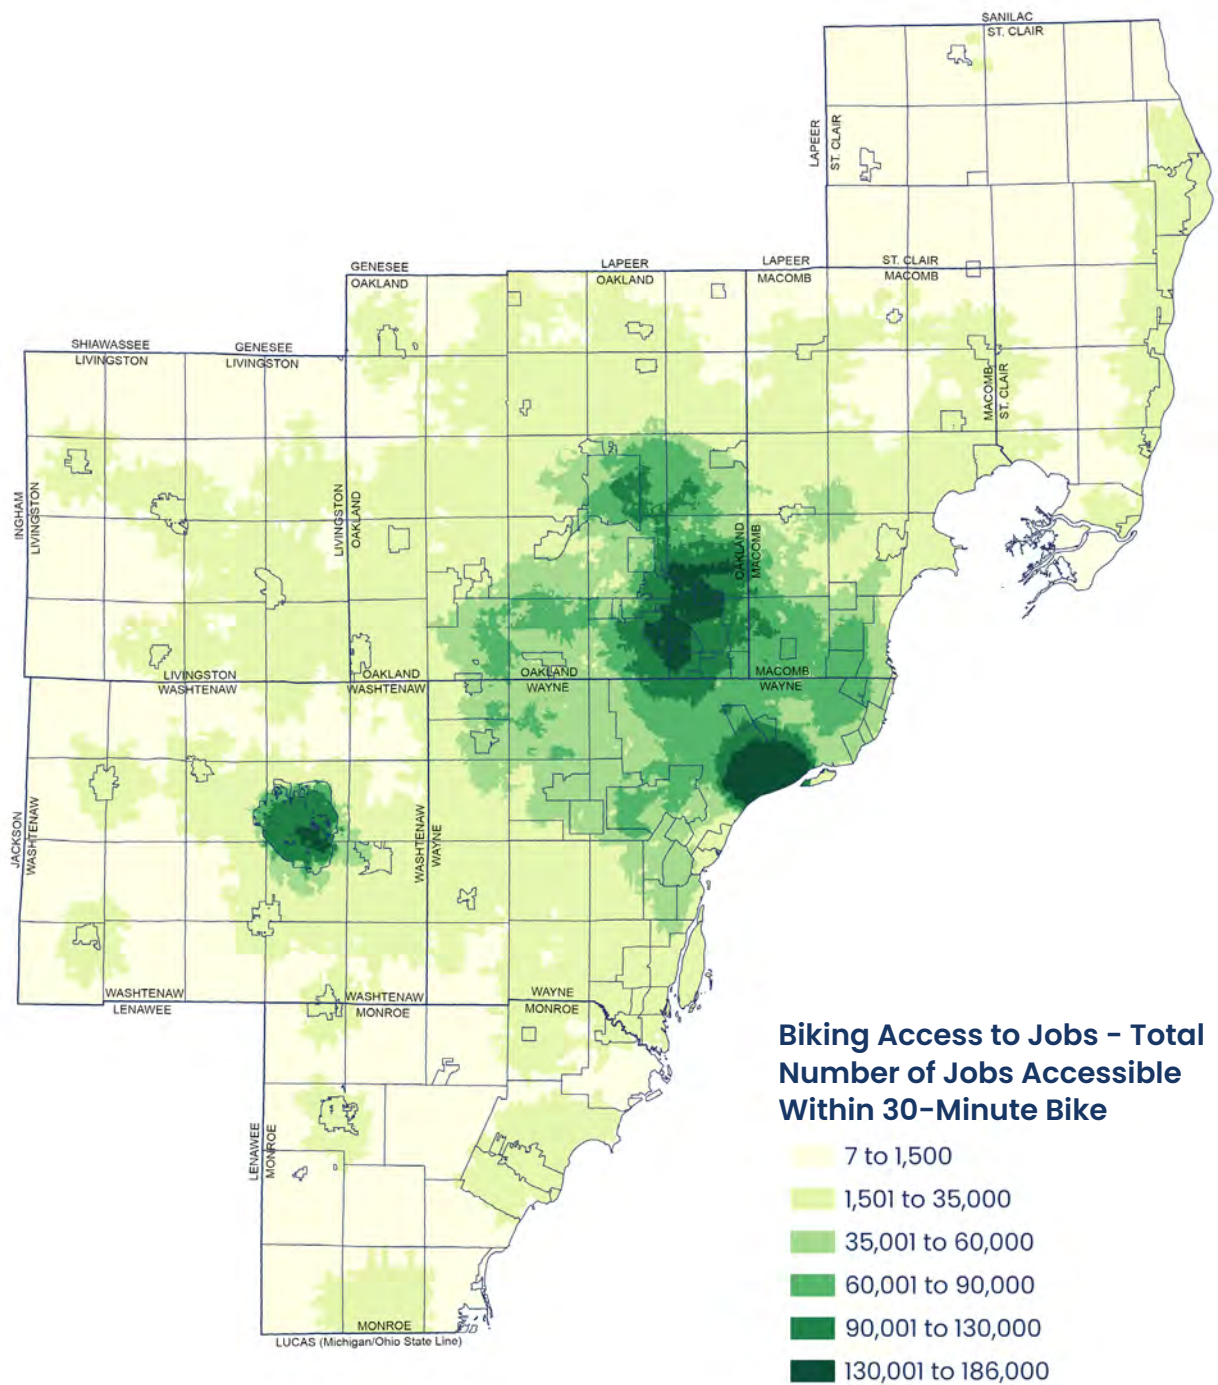 SANILAC
ST. CLAIR
LAPEER
ST. CLAIR
GENESEE
OAKLAND
LAPEER
OAKLAND
LAPEER
MACOMB
ST. CLAIR
MACOMB
SHIAWASSEE
LIVINGSTON
GENESEE
LIVINGSTON
MACOMB
ST. CLAIR
INGHAM
LIVINGSTON
LIVINGSTON
OAKLAND
OAKLAND
MACOMB
LIVINGSTON
WASHTENAW
OAKLAND
WASHTENAW
OAKLAND
WAYNE
MACOMB
WAYNE
JACKSON
WASHTENAW
WASHTENAW
WAYNE
WASHTENAW
LENAWEE
WASHTENAW
MONROE
WAYNE
MONROE
LENAWEE
MONROE
MONROE
LUCAS (Michigan/Ohio State Line)
Biking Access to Jobs - Total
Number of Jobs Accessible
Within 30-Minute Bike
7 to 1,500
1,501 to 35,000
35,001 to 60,000
60,001 to 90,000
90,001 to 130,000
130,001 to 186,000